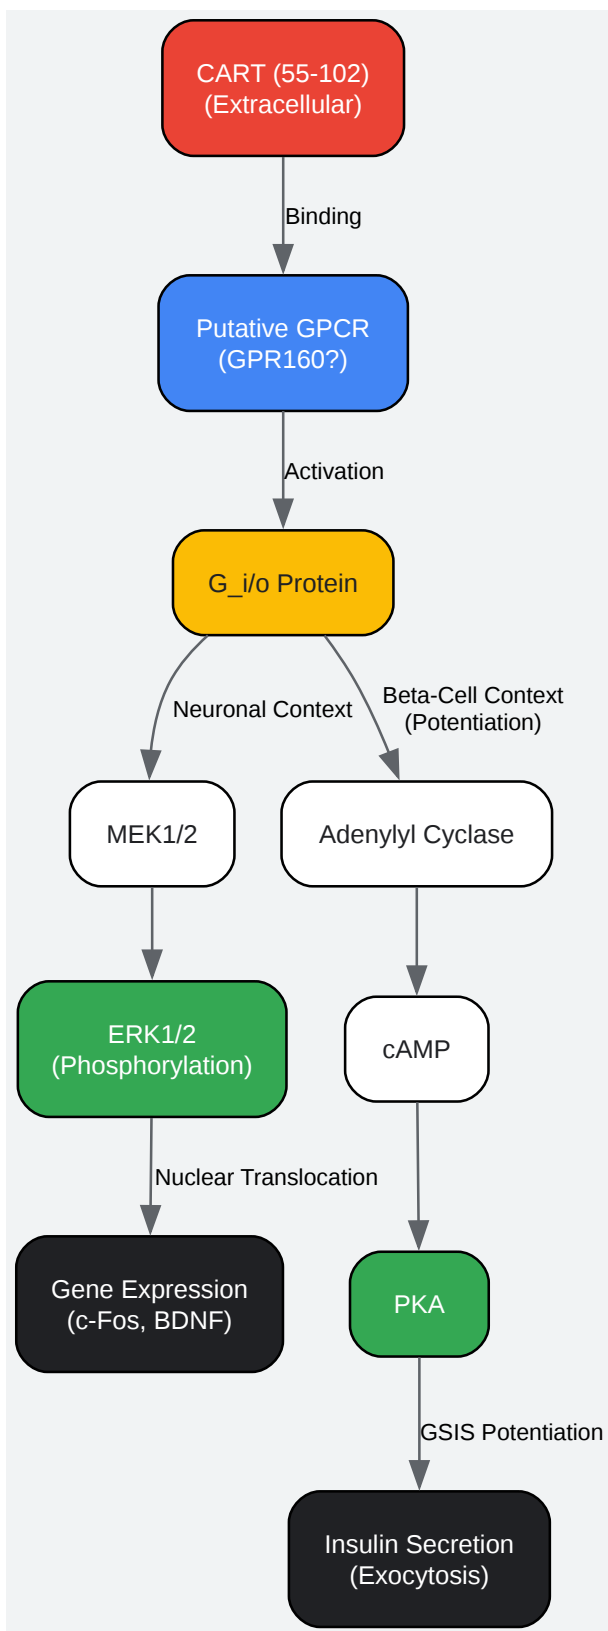 CART (55-102)
(Extracellular)
Binding
Putative GPCR
(GPR160?)
Activation
G_i/o Protein
Neuronal Context
Beta-Cell Context
(Potentiation)
MEK1/2
Adenylyl Cyclase
ERK1/2
(Phosphorylation)
cAMP
Nuclear Translocation
Gene Expression
(c-Fos, BDNF)
PKA
GSIS Potentiation
Insulin Secretion
(Exocytosis)